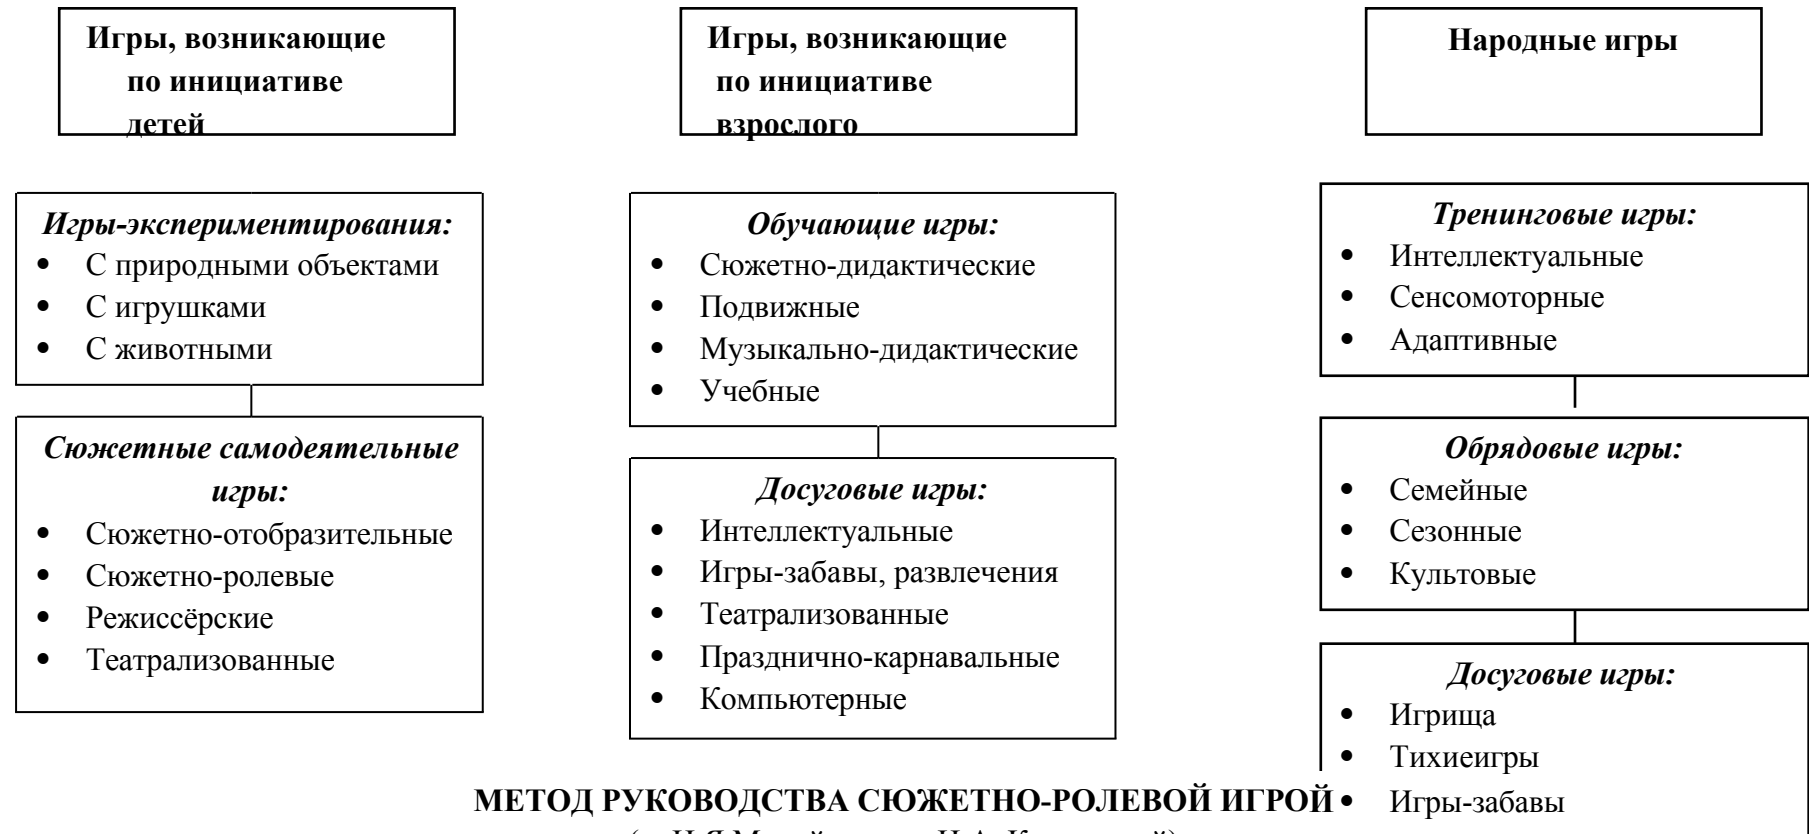 Игры, возникающие
по инициативе
детей
Игры-экспериментирования:
• С природными объектами
• С игрушками
• С животными
Сюжетные самодеятельные
игры:
• Сюжетно-отобразительные
• Сюжетно-ролевые
• Режиссёрские
• Театрализованные
Игры, возникающие
по инициативе
взрослого
Обучающие игры:
• Сюжетно-дидактические
• Подвижные
• Музыкально-дидактические
• Учебные
Досуговые игры:
• Интеллектуальные
• Игры-забавы, развлечения
• Театрализованные
• Празднично-карнавальные
• Компьютерные
Народные игры
Тренинговые игры:
• Интеллектуальные
• Сенсомоторные
• Адаптивные
Обрядовые игры:
• Семейные
• Сезонные
• Культовые
Досуговые игры:
• Игрища
• Тихиеигры
• Игры-забавы
МЕТОД РУКОВОДСТВА СЮЖЕТНО-РОЛЕВОЙ ИГРОЙ